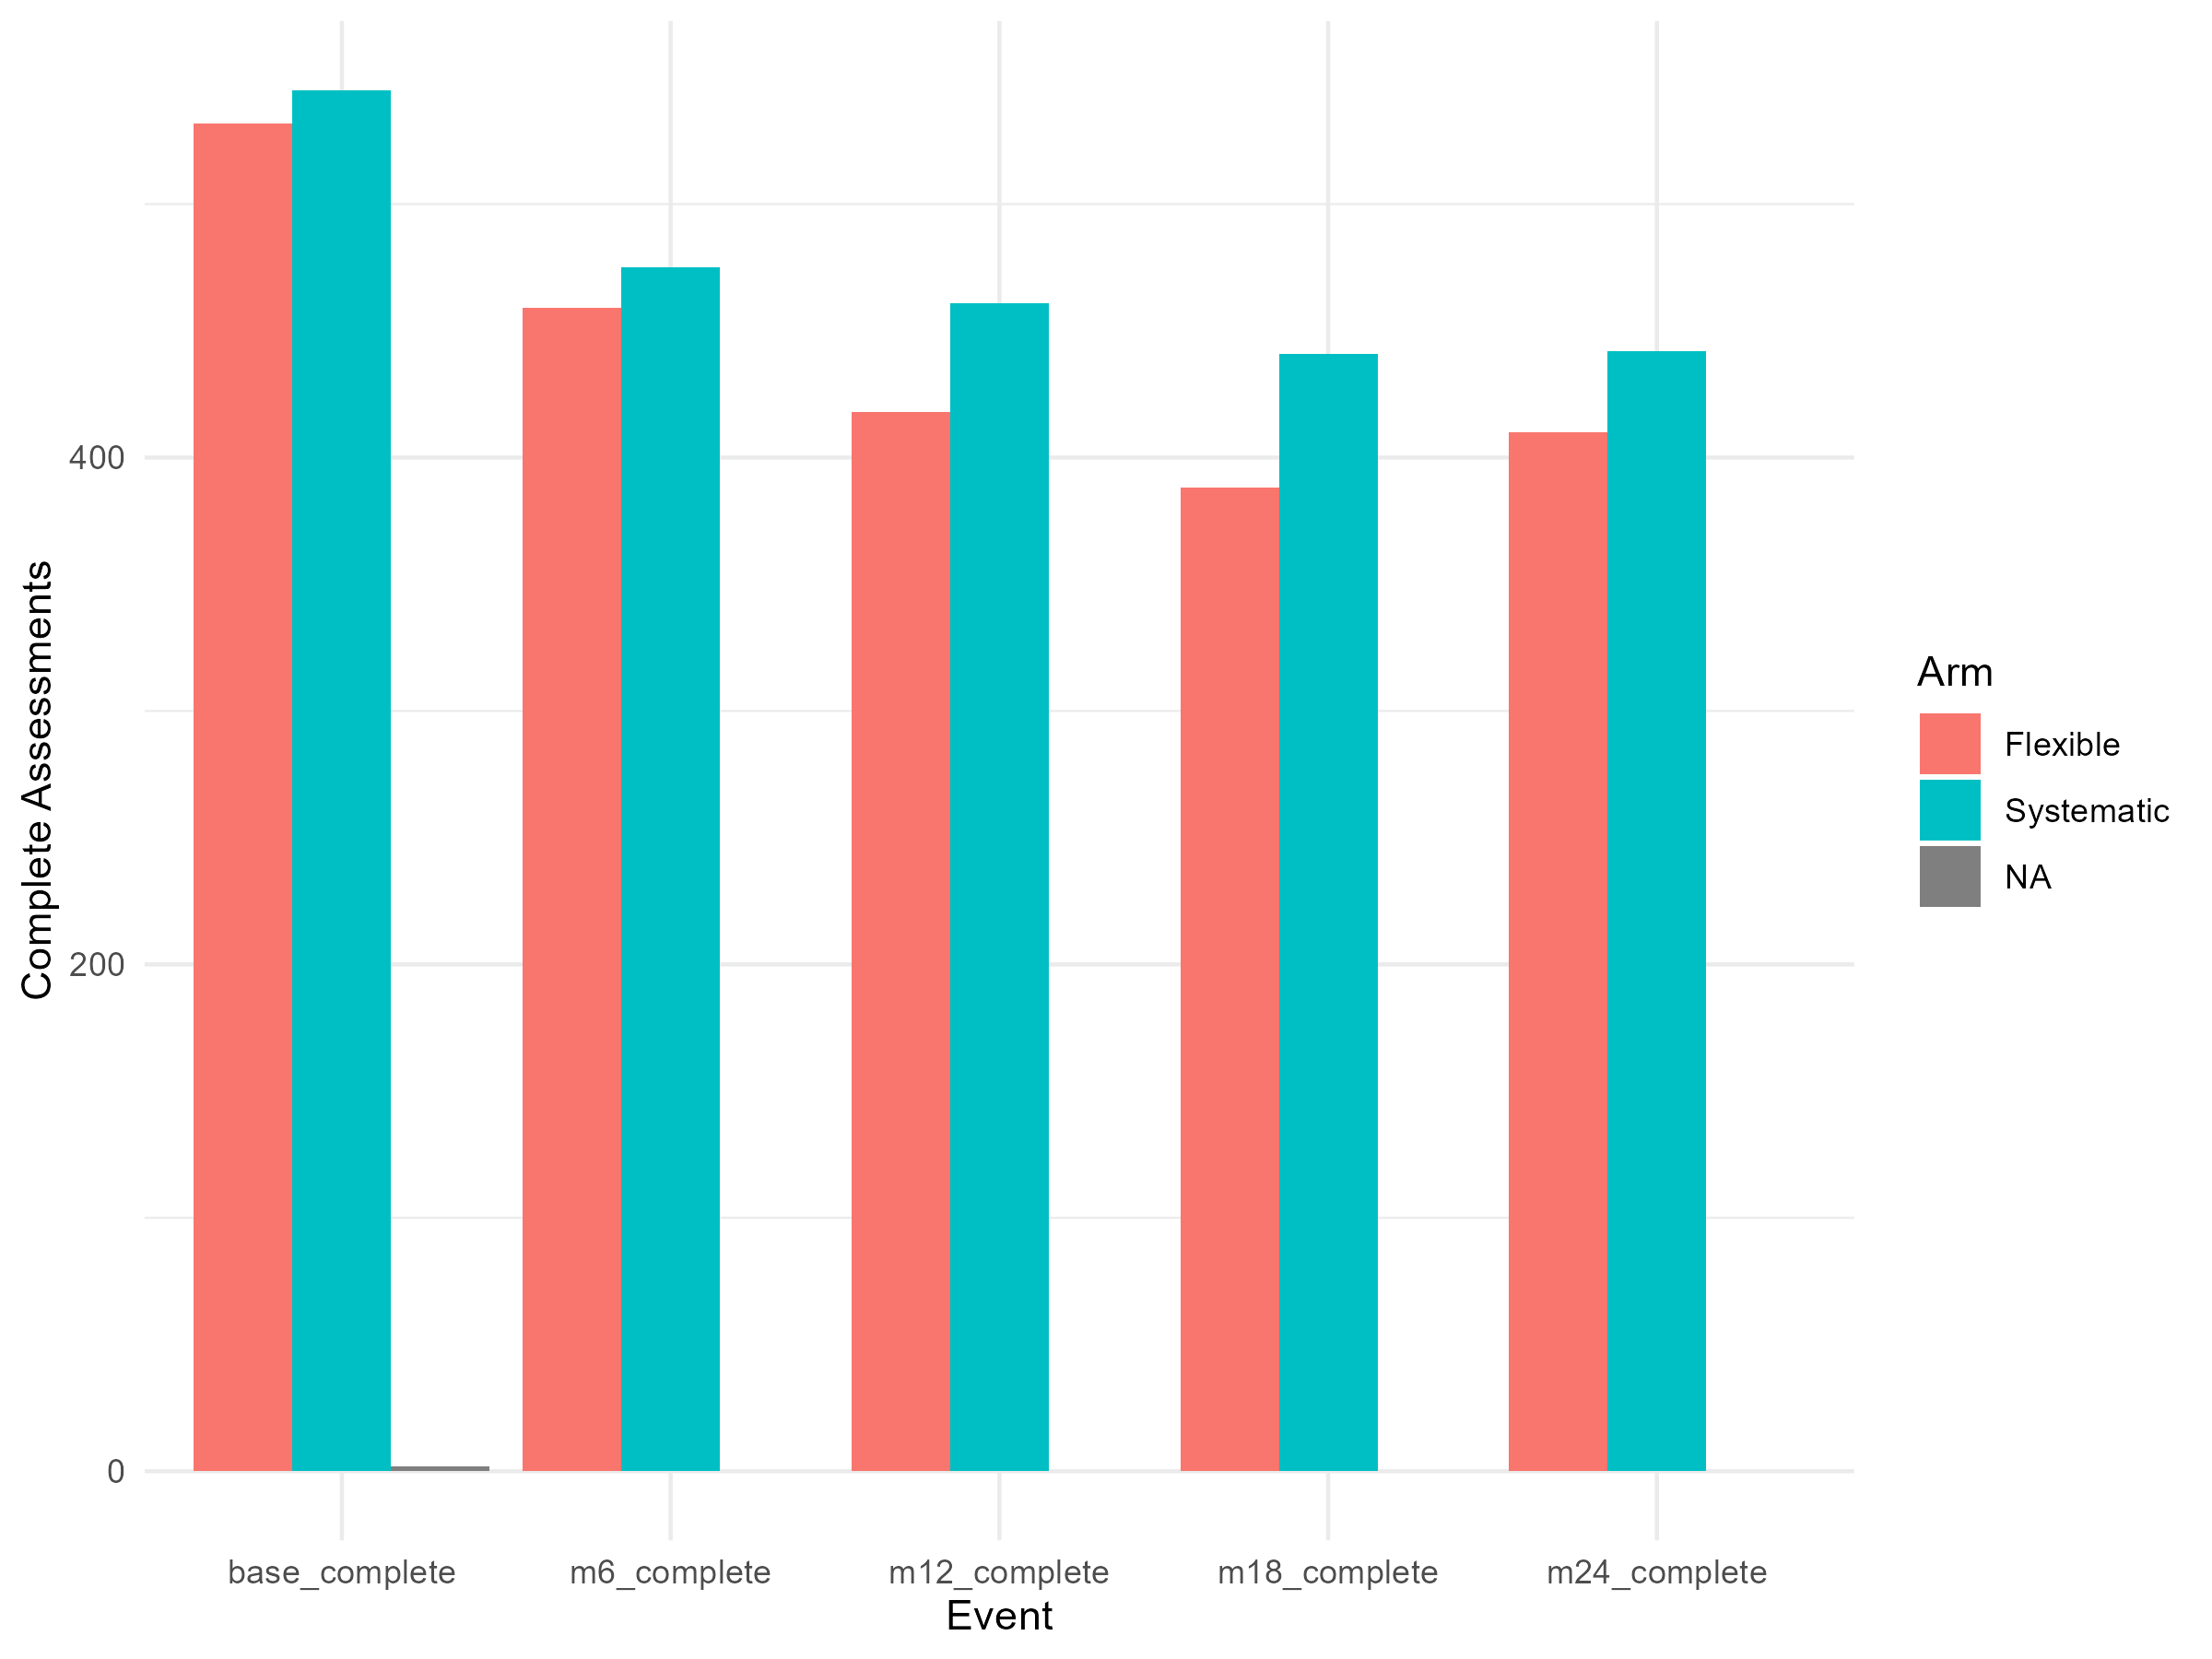 Complete Assessments
400
200
0
base_complete
m6_complete
m12_complete
m18_complete
m24_complete
Event
Arm
Flexible
Systematic
NA